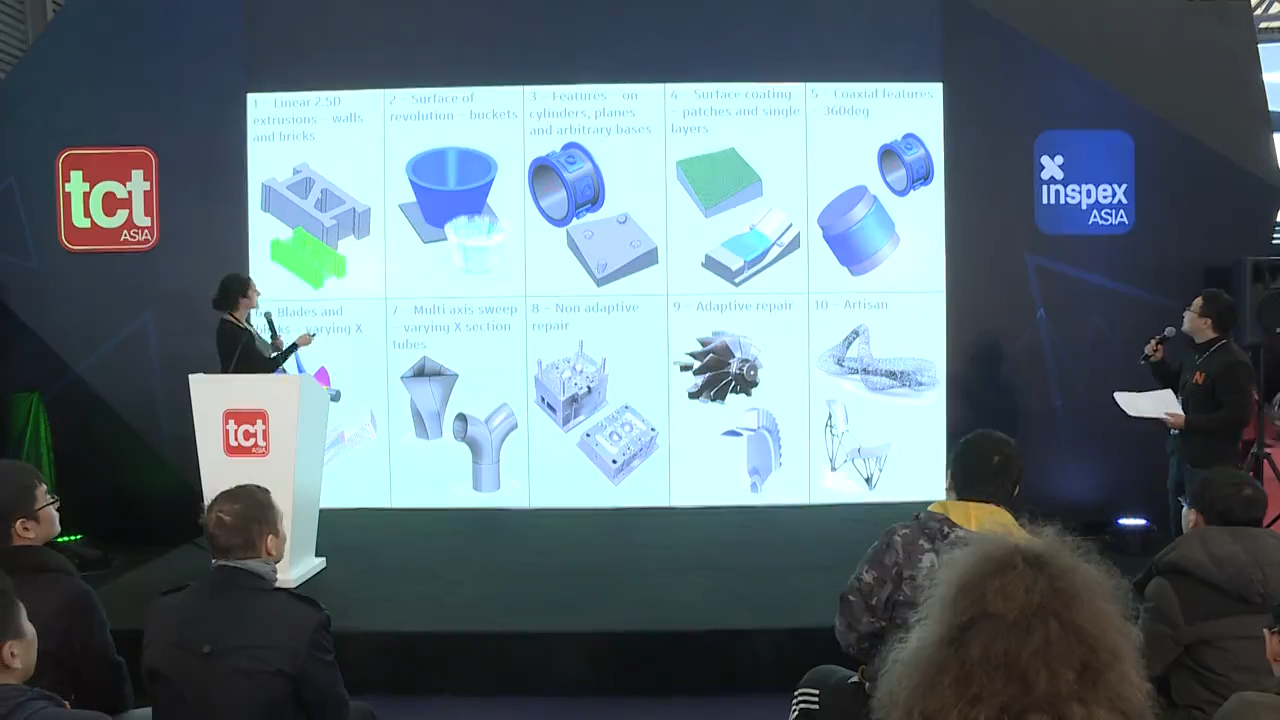 1 – Linear 2.5D
extrusions – walls
and bricks
2 – Surface of
revolution – buckets
3 – Features – on
cylinders, planes
and arbitrary bases
4 – Surface coating
– patches and single
layers
5 – Coaxial features
– 360deg
tct
ASIA
inspex
ASIA
Blades and
– varying X
7 – Multi axis sweep
– varying X section
tubes
8 – Non adaptive
repair
9 – Adaptive repair
10 – Artisan
tct
ASIA
N